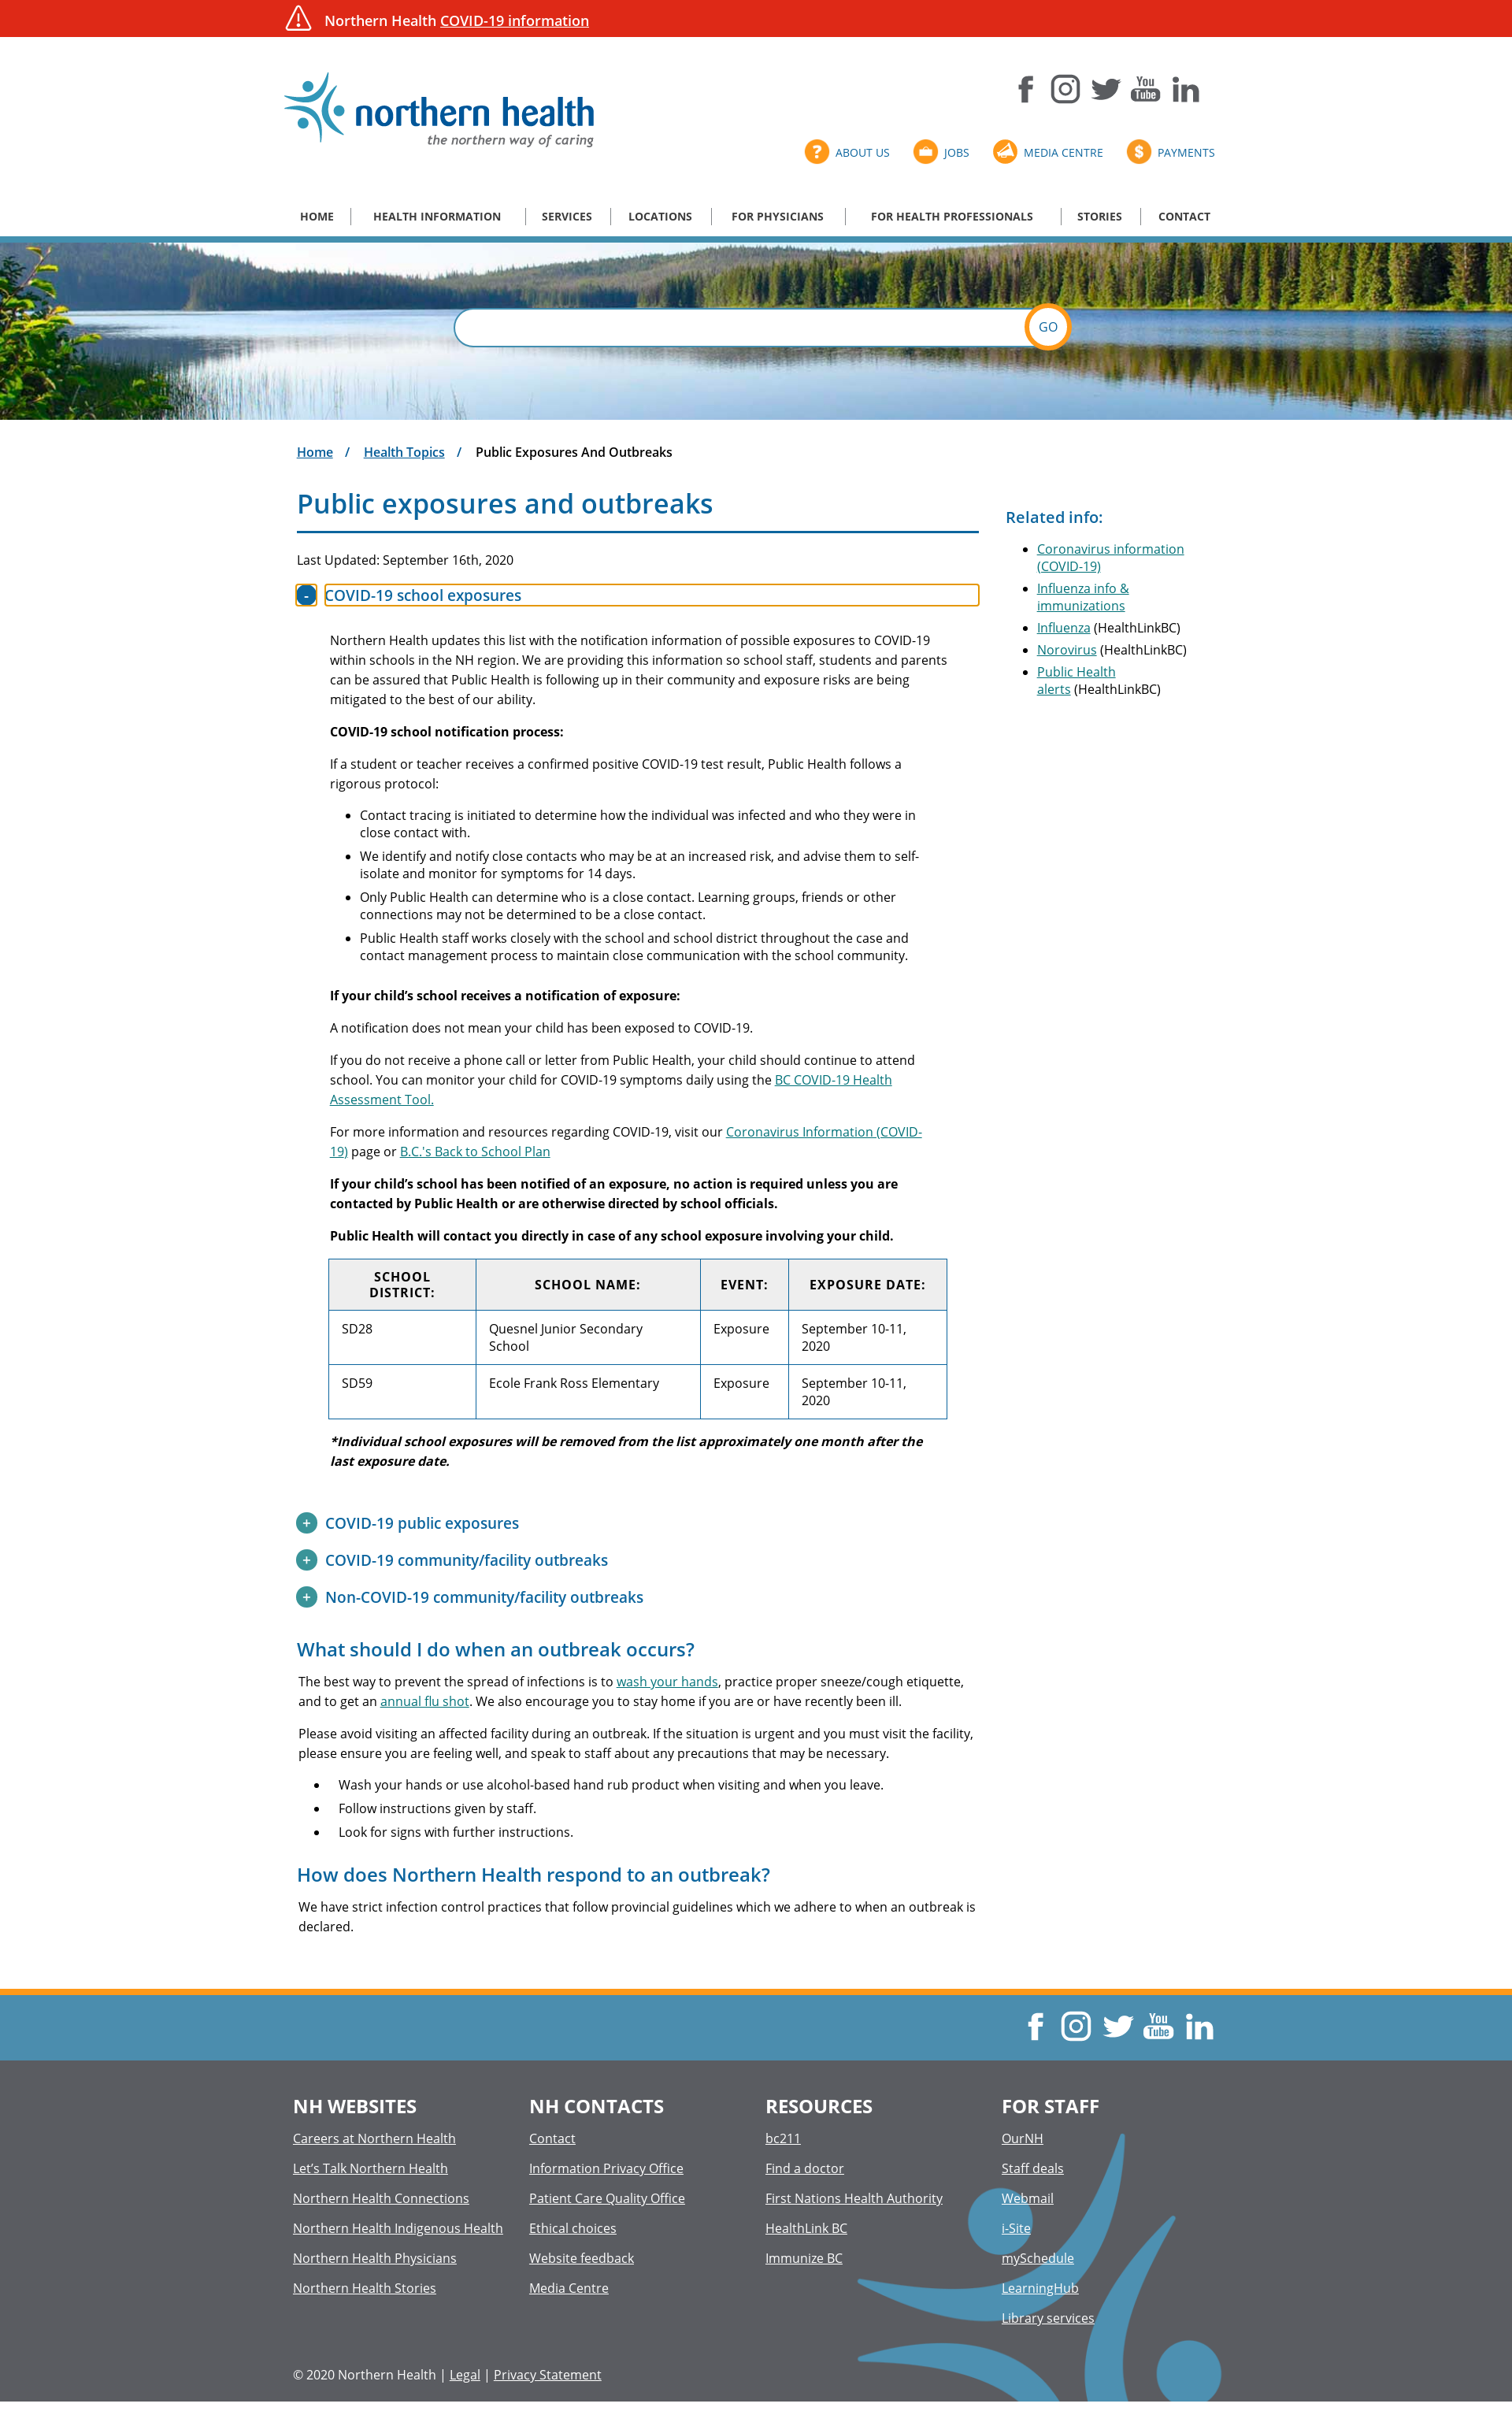 Northern Health COVID-19 information
northern health
the northern way of caring
You
Tube
ABOUT US
JOBS
MEDIA CENTRE
PAYMENTS
HOME
HEALTH INFORMATION
SERVICES
LOCATIONS
FOR PHYSICIANS
FOR HEALTH PROFESSIONALS
STORIES
CONTACT
GO
Home / Health Topics / Public Exposures And Outbreaks
Public exposures and outbreaks
Last Updated: September 16th, 2020
- COVID-19 school exposures
Northern Health updates this list with the notification information of possible exposures to COVID-19
within schools in the NH region. We are providing this information so school staff, students and parents
can be assured that Public Health is following up in their community and exposure risks are being
mitigated to the best of our ability.
COVID-19 school notification process:
If a student or teacher receives a confirmed positive COVID-19 test result, Public Health follows a
rigorous protocol:
• Contact tracing is initiated to determine how the individual was infected and who they were in
close contact with.
• We identify and notify close contacts who may be at an increased risk, and advise them to self-
isolate and monitor for symptoms for 14 days.
• Only Public Health can determine who is a close contact. Learning groups, friends or other
connections may not be determined to be a close contact.
• Public Health staff works closely with the school and school district throughout the case and
contact management process to maintain close communication with the school community.
If your child’s school receives a notification of exposure:
A notification does not mean your child has been exposed to COVID-19.
If you do not receive a phone call or letter from Public Health, your child should continue to attend
school. You can monitor your child for COVID-19 symptoms daily using the BC COVID-19 Health
Assessment Tool.
For more information and resources regarding COVID-19, visit our Coronavirus Information (COVID-
19) page or B.C.'s Back to School Plan
If your child’s school has been notified of an exposure, no action is required unless you are
contacted by Public Health or are otherwise directed by school officials.
Public Health will contact you directly in case of any school exposure involving your child.
SCHOOL
DISTRICT:
SCHOOL NAME:
EVENT:
EXPOSURE DATE:
SD28
Quesnel Junior Secondary
School
Exposure
September 10-11,
2020
SD59
Ecole Frank Ross Elementary
Exposure
September 10-11,
2020
*Individual school exposures will be removed from the list approximately one month after the
last exposure date.
+ COVID-19 public exposures
+ COVID-19 community/facility outbreaks
+ Non-COVID-19 community/facility outbreaks
What should I do when an outbreak occurs?
The best way to prevent the spread of infections is to wash your hands, practice proper sneeze/cough etiquette,
and to get an annual flu shot. We also encourage you to stay home if you are or have recently been ill.
Please avoid visiting an affected facility during an outbreak. If the situation is urgent and you must visit the facility,
please ensure you are feeling well, and speak to staff about any precautions that may be necessary.
• Wash your hands or use alcohol-based hand rub product when visiting and when you leave.
• Follow instructions given by staff.
• Look for signs with further instructions.
How does Northern Health respond to an outbreak?
We have strict infection control practices that follow provincial guidelines which we adhere to when an outbreak is
declared.
Related info:
• Coronavirus information
(COVID-19)
• Influenza info &
immunizations
• Influenza (HealthLinkBC)
• Norovirus (HealthLinkBC)
• Public Health
alerts (HealthLinkBC)
You
Tube
NH WEBSITES
Careers at Northern Health
Let’s Talk Northern Health
Northern Health Connections
Northern Health Indigenous Health
Northern Health Physicians
Northern Health Stories
NH CONTACTS
Contact
Information Privacy Office
Patient Care Quality Office
Ethical choices
Website feedback
Media Centre
RESOURCES
bc211
Find a doctor
First Nations Health Authority
HealthLink BC
Immunize BC
FOR STAFF
OurNH
Staff deals
Webmail
i-Site
mySchedule
LearningHub
Library services
© 2020 Northern Health | Legal | Privacy Statement